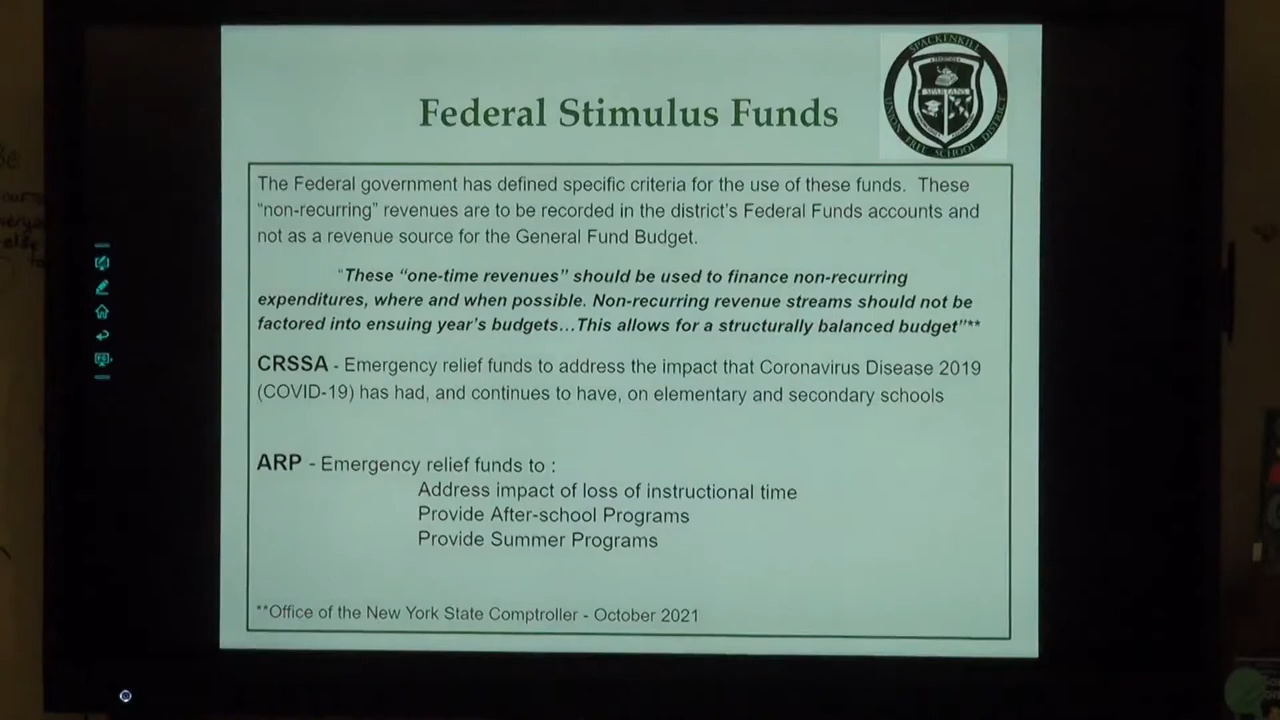 SPACKENKILL
SPARTANS
UNION FREE SCHOOL DISTRICT
Federal Stimulus Funds
The Federal government has defined specific criteria for the use of these funds. These
“non-recurring” revenues are to be recorded in the district’s Federal Funds accounts and
not as a revenue source for the General Fund Budget.
“These “one-time revenues” should be used to finance non-recurring
expenditures, where and when possible. Non-recurring revenue streams should not be
factored into ensuing year’s budgets…This allows for a structurally balanced budget”**
CRSSA - Emergency relief funds to address the impact that Coronavirus Disease 2019
(COVID-19) has had, and continues to have, on elementary and secondary schools
ARP - Emergency relief funds to :
Address impact of loss of instructional time
Provide After-school Programs
Provide Summer Programs
**Office of the New York State Comptroller - October 2021